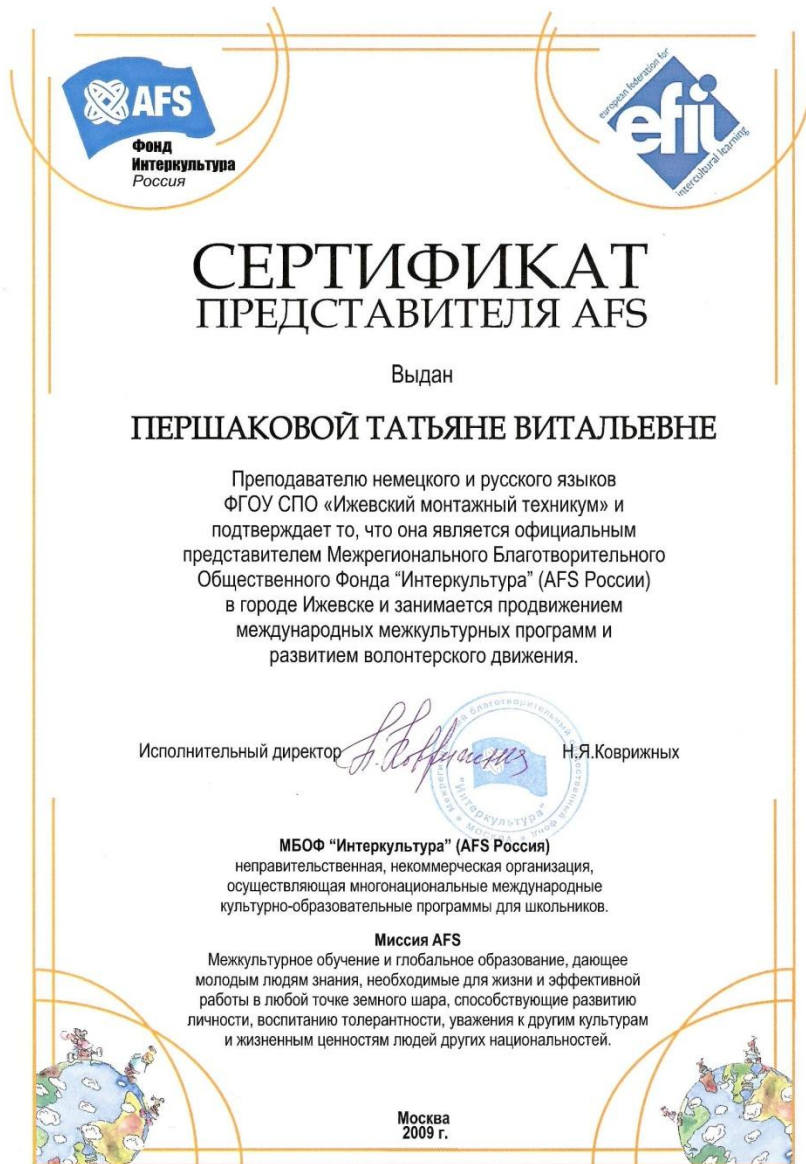 AFS
Фонд
Интеркультура
Россия
european federation for
efil
intercultural learning
СЕРТИФИКАТ
ПРЕДСТАВИТЕЛЯ AFS
Выдан
ПЕРШАКОВОЙ ТАТЬЯНЕ ВИТАЛЬЕВНЕ
Преподавателю немецкого и русского языков
ФГОУ СПО «Ижевский монтажный техникум» и
подтверждает то, что она является официальным
представителем Межрегионального Благотворительного
Общественного Фонда “Интеркультура” (AFS России)
в городе Ижевске и занимается продвижением
международных межкультурных программ и
развитием волонтерского движения.
Исполнительный директор
Н.Я.Коврижных
"Интеркультура"
МОСКВА
МБОФ “Интеркультура” (AFS Россия)
неправительственная, некоммерческая организация,
осуществляющая многонациональные международные
культурно-образовательные программы для школьников.
Миссия AFS
Межкультурное обучение и глобальное образование, дающее
молодым людям знания, необходимые для жизни и эффективной
работы в любой точке земного шара, способствующие развитию
личности, воспитанию толерантности, уважения к другим культурам
и жизненным ценностям людей других национальностей.
Москва
2009 г.